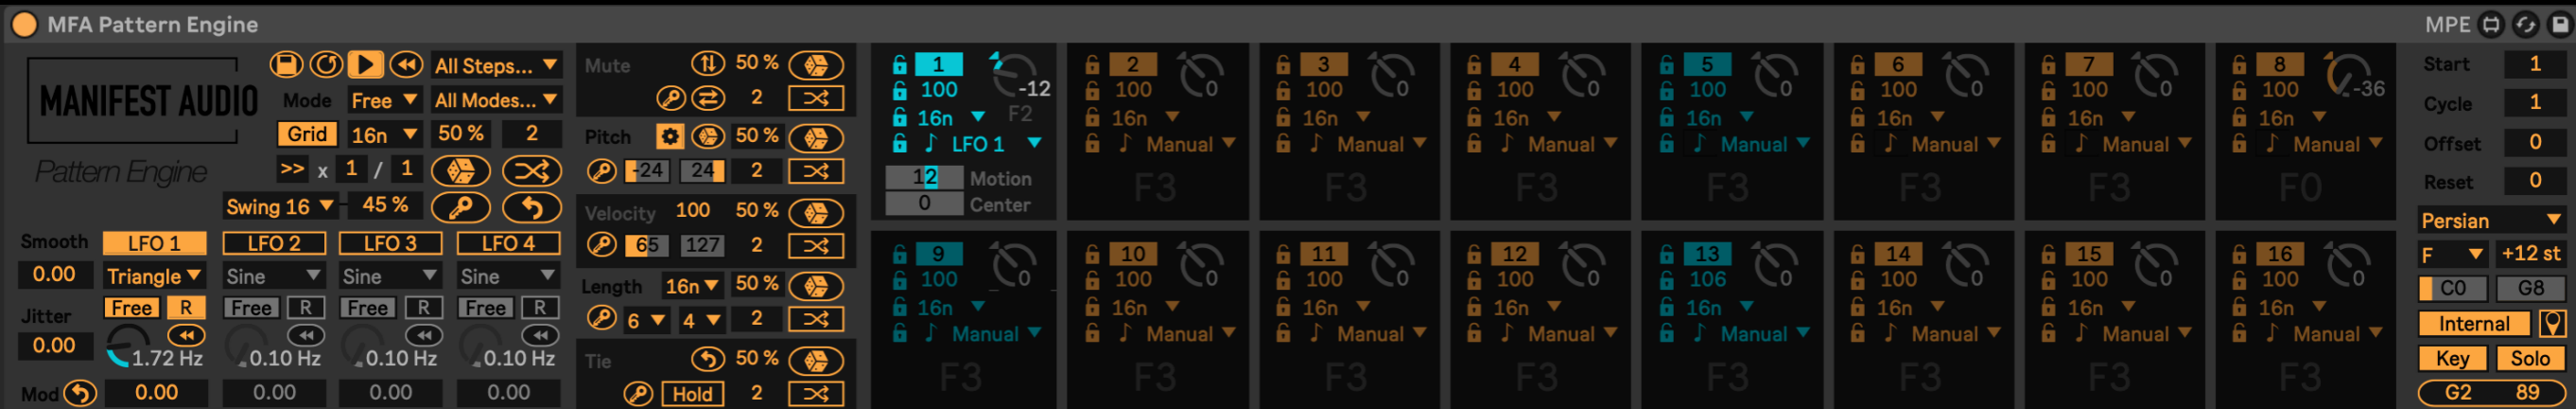 MFA Pattern Engine
MPE
MANIFEST AUDIO
Pattern Engine
All Steps...
Mode Free All Modes...
Grid 16n 50 % 2
>> x 1 / 1
Swing 16 45 %
Smooth LFO 1 LFO 2 LFO 3 LFO 4
0.00 Triangle Sine Sine Sine
Free R Free R Free R Free R
Jitter
0.00 1.72 Hz 0.10 Hz 0.10 Hz 0.10 Hz
Mod 0.00 0.00 0.00 0.00
Mute 50 %
2
Pitch 50 %
-24 24 2
Velocity 100 50 %
65 127 2
Length 16n 50 %
6 4 2
Tie 50 %
Hold 2
1 2 3 4 5 6 7 8
100 -12 100 0 100 0 100 0 100 0 100 0 100 0 100 -36
16n F2 16n 16n 16n 16n 16n 16n 16n
LFO 1 Manual Manual Manual Manual Manual Manual Manual
12 Motion F3 F3 F3 F3 F3 F3 F0
0 Center
9 10 11 12 13 14 15 16
100 0 100 0 100 0 100 0 106 0 100 0 100 0 100 0
16n 16n 16n 16n 16n 16n 16n 16n
Manual Manual Manual Manual Manual Manual Manual Manual
F3 F3 F3 F3 F3 F3 F3 F3
Start 1
Cycle 1
Offset 0
Reset 0
Persian
F +12 st
C0 G8
Internal
Key Solo
G2 89